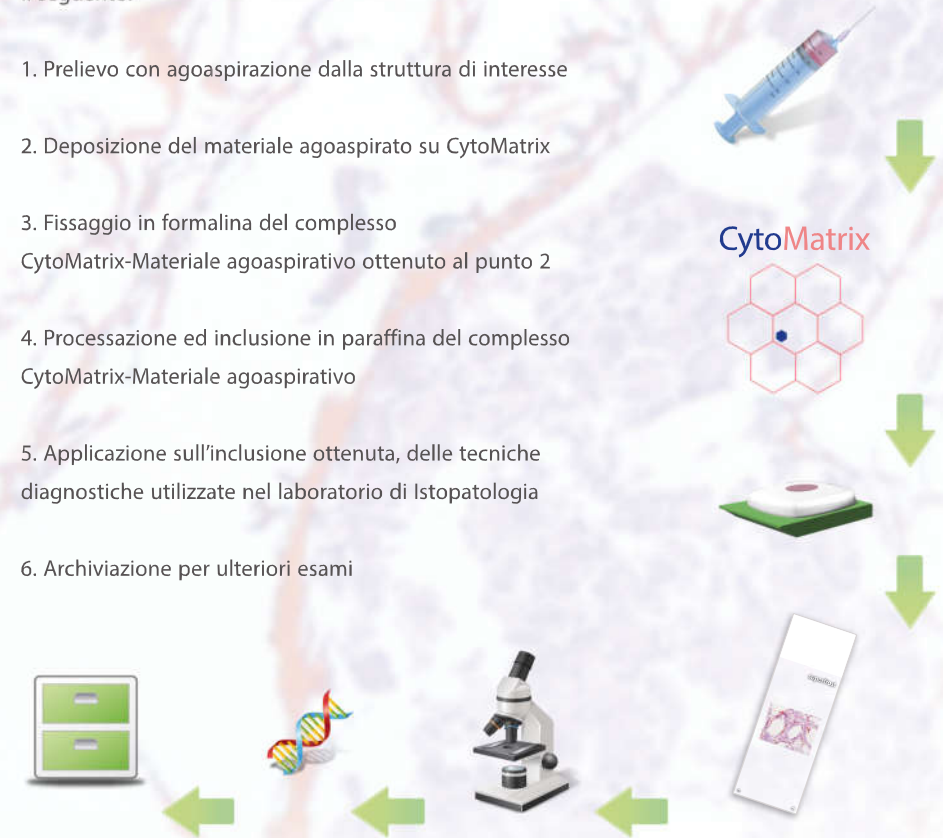 1. Prelievo con agoaspirazione dalla struttura di interesse
2. Deposizione del materiale agoaspirato su CytoMatrix
3. Fissaggio in formalina del complesso
CytoMatrix-Materiale agoaspirativo ottenuto al punto 2
4. Processazione ed inclusione in paraffina del complesso
CytoMatrix-Materiale agoaspirativo
5. Applicazione sull'inclusione ottenuta, delle tecniche
diagnostiche utilizzate nel laboratorio di Istopatologia
6. Archiviazione per ulteriori esami
CytoMatrix